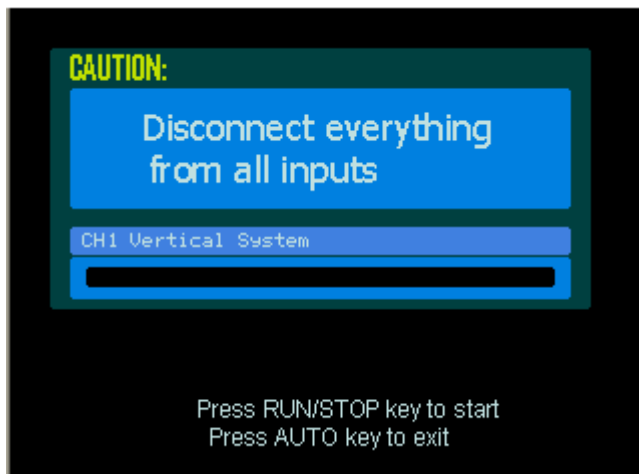 CAUTION:
Disconnect everything
from all inputs
CH1 Vertical System
Press RUN/STOP key to start
Press AUTO key to exit